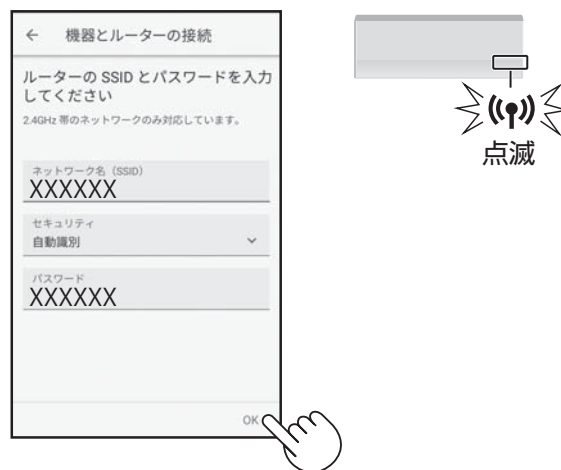 ← 機器とルーターの接続
ルーターの SSID とパスワードを入力
してください
2.4GHz 帯のネットワークのみ対応しています。
ネットワーク名（SSID）
XXXXXX
セキュリティ
自動識別
パスワード
XXXXXX
OK
点滅